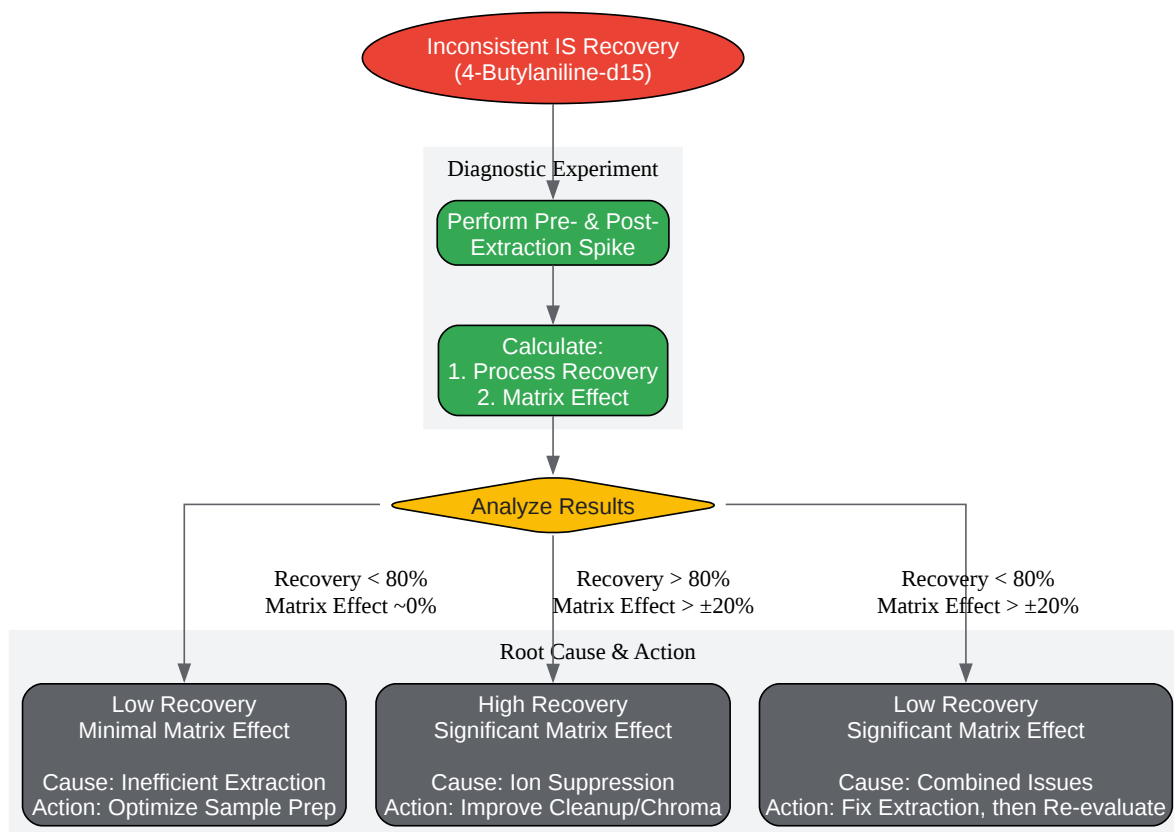 Inconsistent IS Recovery
(4-Butylaniline-d15)
Diagnostic Experiment
Perform Pre- & Post-
Extraction Spike
Calculate:
1. Process Recovery
2. Matrix Effect
Analyze Results
Recovery < 80%
Matrix Effect ~0%
Recovery > 80%
Matrix Effect > ±20%
Recovery < 80%
Matrix Effect > ±20%
Root Cause & Action
Low Recovery
Minimal Matrix Effect
Cause: Inefficient Extraction
Action: Optimize Sample Prep
High Recovery
Significant Matrix Effect
Cause: Ion Suppression
Action: Improve Cleanup/Chroma
Low Recovery
Significant Matrix Effect
Cause: Combined Issues
Action: Fix Extraction, then Re-evaluate